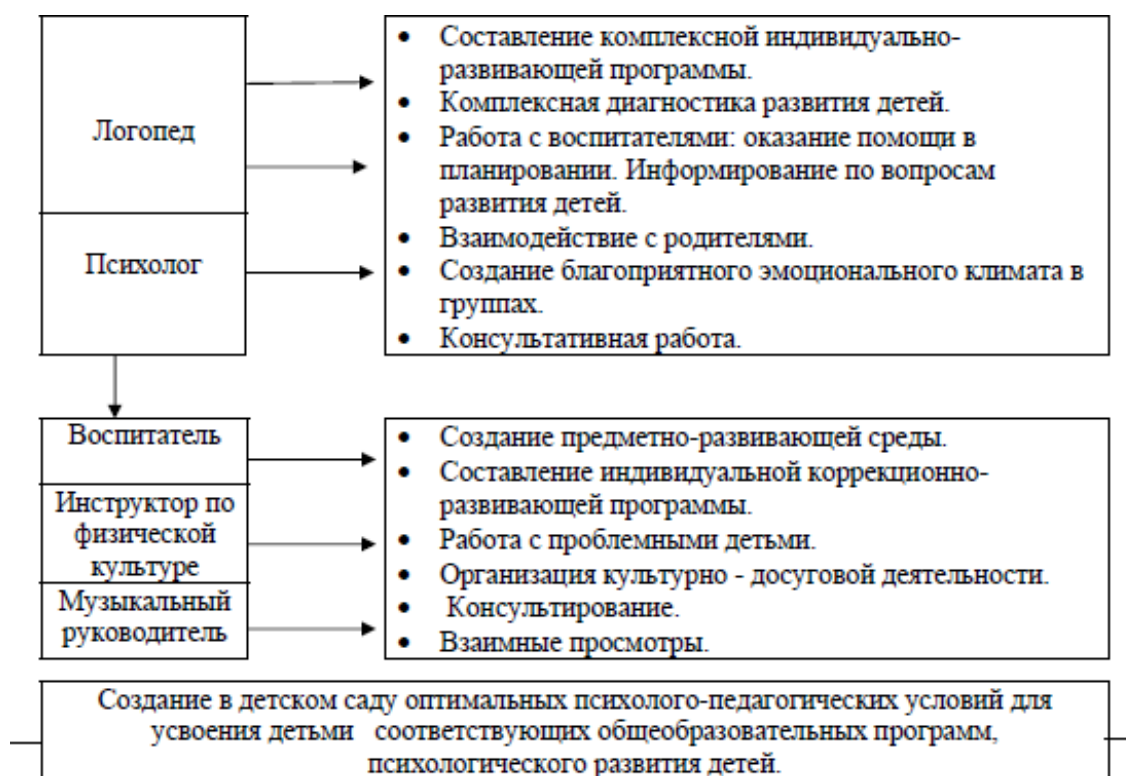 Логопед
Психолог
• Составление комплексной индивидуально-
развивающей программы.
• Комплексная диагностика развития детей.
• Работа с воспитателями: оказание помощи в
планировании. Информирование по вопросам
развития детей.
• Взаимодействие с родителями.
• Создание благоприятного эмоционального климата в
группах.
• Консультативная работа.
Воспитатель
Инструктор по
физической
культуре
Музыкальный
руководитель
• Создание предметно-развивающей среды.
• Составление индивидуальной коррекционно-
развивающей программы.
• Работа с проблемными детьми.
• Организация культурно - досуговой деятельности.
• Консультирование.
• Взаимные просмотры.
Создание в детском саду оптимальных психолого-педагогических условий для
усвоения детьми соответствующих общеобразовательных программ,
психологического развития детей.